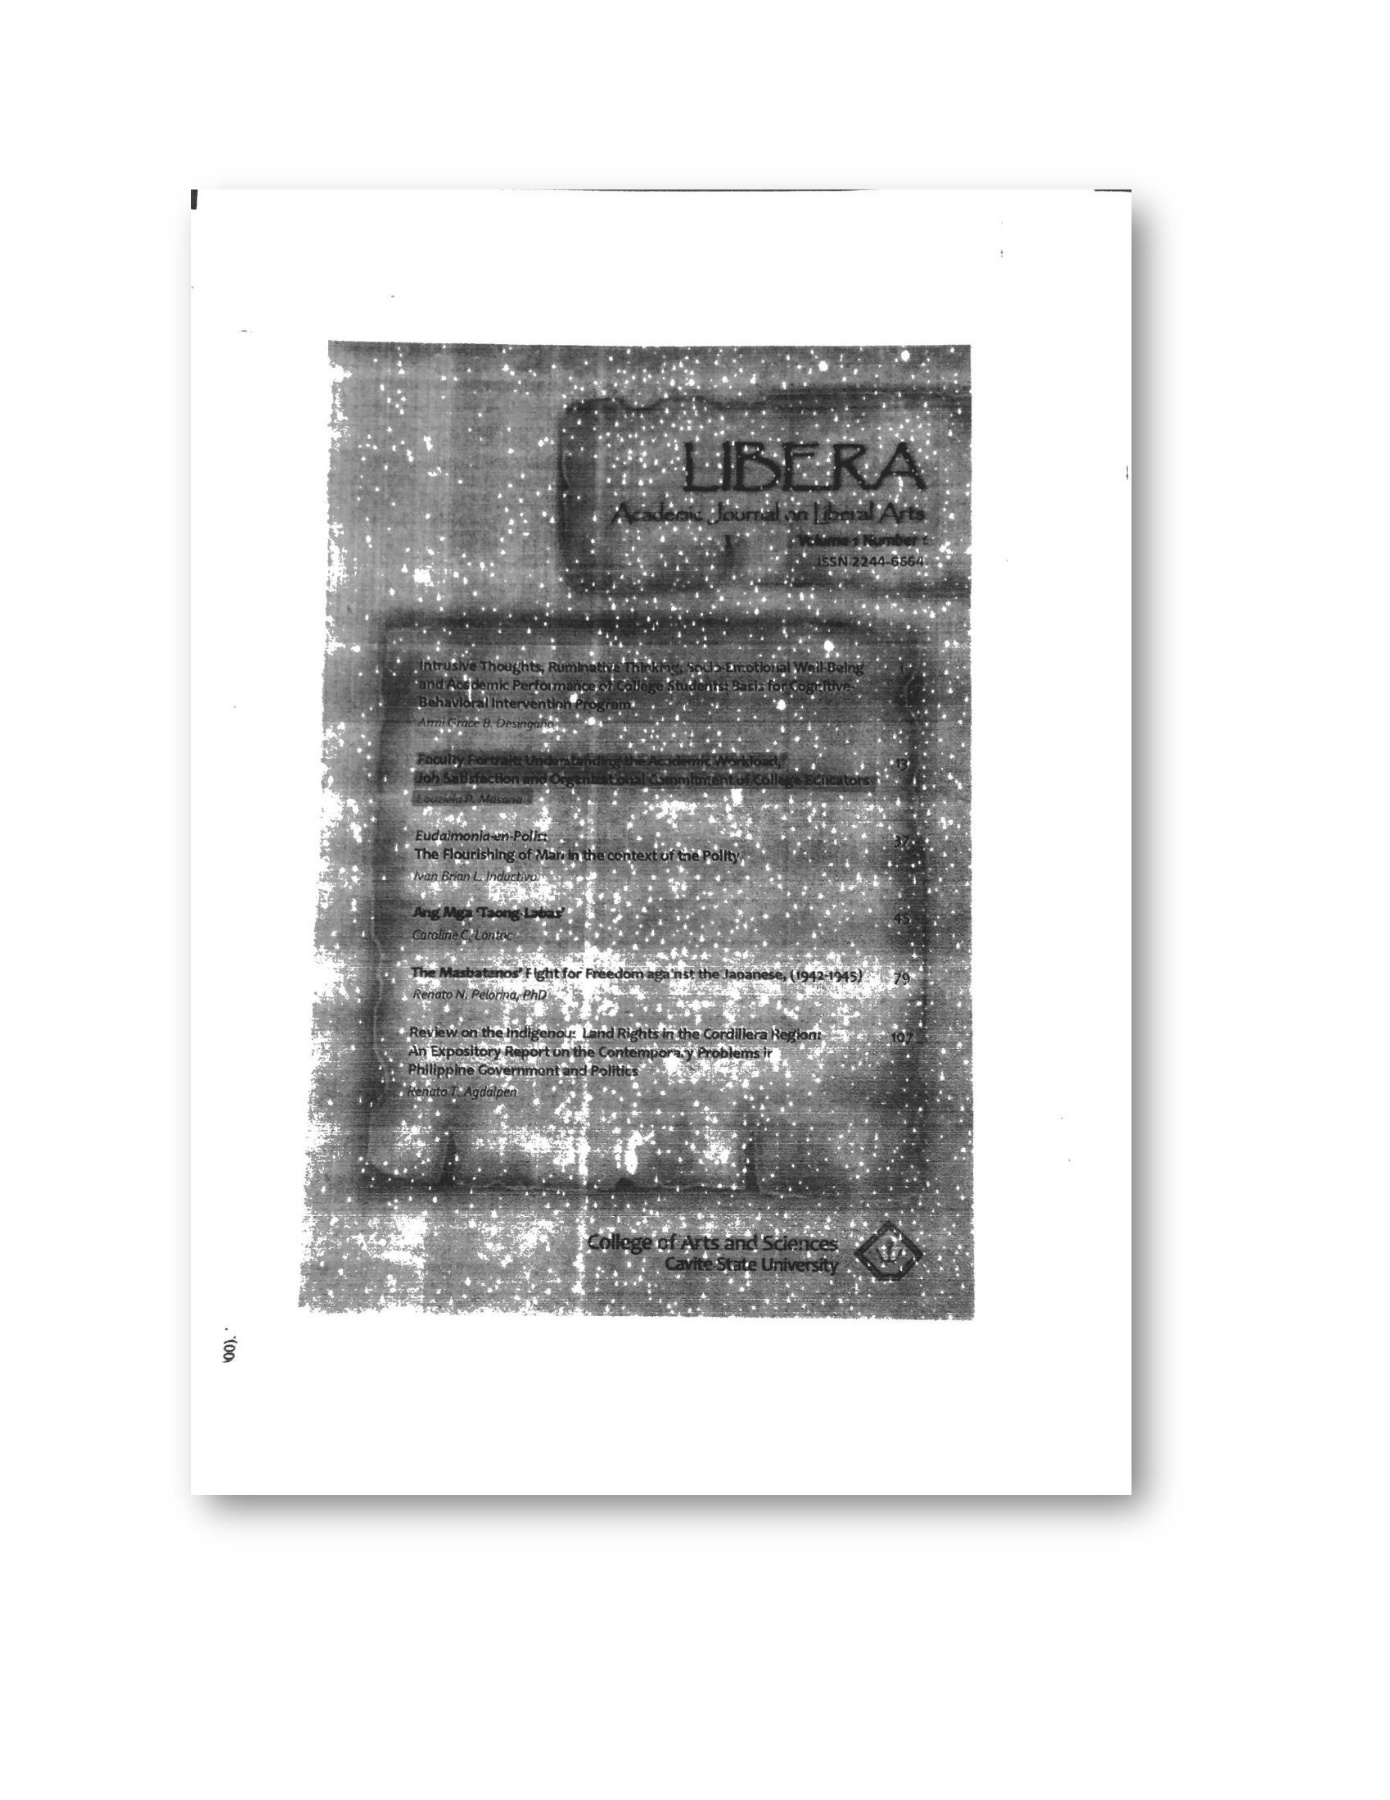 LIBERA
Academic Journal on Liberal Arts
Volume 1 Number 1
ISSN 2244-6664
Intrusive Thoughts, Ruminative Thinking, Socio-Emotional Well-Being 1
and Academic Performance of College Students: Basis for Cognitive-
Behavioral Intervention Program
Armi Grace B. Desingaño
Faculty Portrait: Understanding the Academic Workload, 13
Job Satisfaction and Organizational Commitment of College Educators
Louziela P. Masana
Eudaimonia-en-Polis: 37
The Flourishing of Man in the context of the Polity
Ivan Brian L. Inductivo
Ang Mga 'Taong-Labas' 45
Caroline C. Lontoc
The Masbatenos' Fight for Freedom against the Japanese, (1942-1945) 79
Renato N. Pelorina, PhD
Review on the Indigenous Land Rights in the Cordillera Region: 107
An Expository Report on the Contemporary Problems in
Philippine Government and Politics
Renato T. Agdalpen
College of Arts and Sciences
Cavite State University
00).